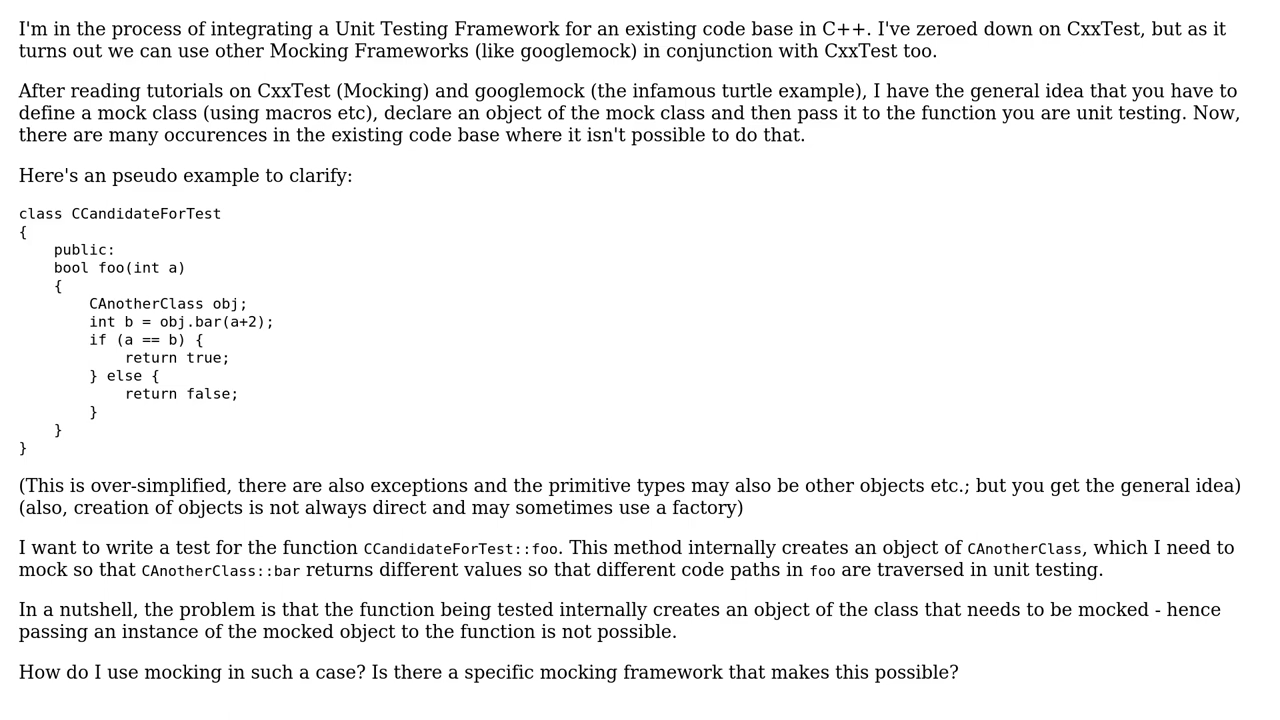 I'm in the process of integrating a Unit Testing Framework for an existing code base in C++. I've zeroed down on CxxTest, but as it
turns out we can use other Mocking Frameworks (like googlemock) in conjunction with CxxTest too.
After reading tutorials on CxxTest (Mocking) and googlemock (the infamous turtle example), I have the general idea that you have to
define a mock class (using macros etc), declare an object of the mock class and then pass it to the function you are unit testing. Now,
there are many occurences in the existing code base where it isn't possible to do that.
Here's an pseudo example to clarify:
class CCandidateForTest
{
    public:
    bool foo(int a)
    {
        CAnotherClass obj;
        int b = obj.bar(a+2);
        if (a == b) {
            return true;
        } else {
            return false;
        }
    }
}
(This is over-simplified, there are also exceptions and the primitive types may also be other objects etc.; but you get the general idea)
(also, creation of objects is not always direct and may sometimes use a factory)
I want to write a test for the function CCandidateForTest::foo. This method internally creates an object of CAnotherClass, which I need to
mock so that CAnotherClass::bar returns different values so that different code paths in foo are traversed in unit testing.
In a nutshell, the problem is that the function being tested internally creates an object of the class that needs to be mocked - hence
passing an instance of the mocked object to the function is not possible.
How do I use mocking in such a case? Is there a specific mocking framework that makes this possible?